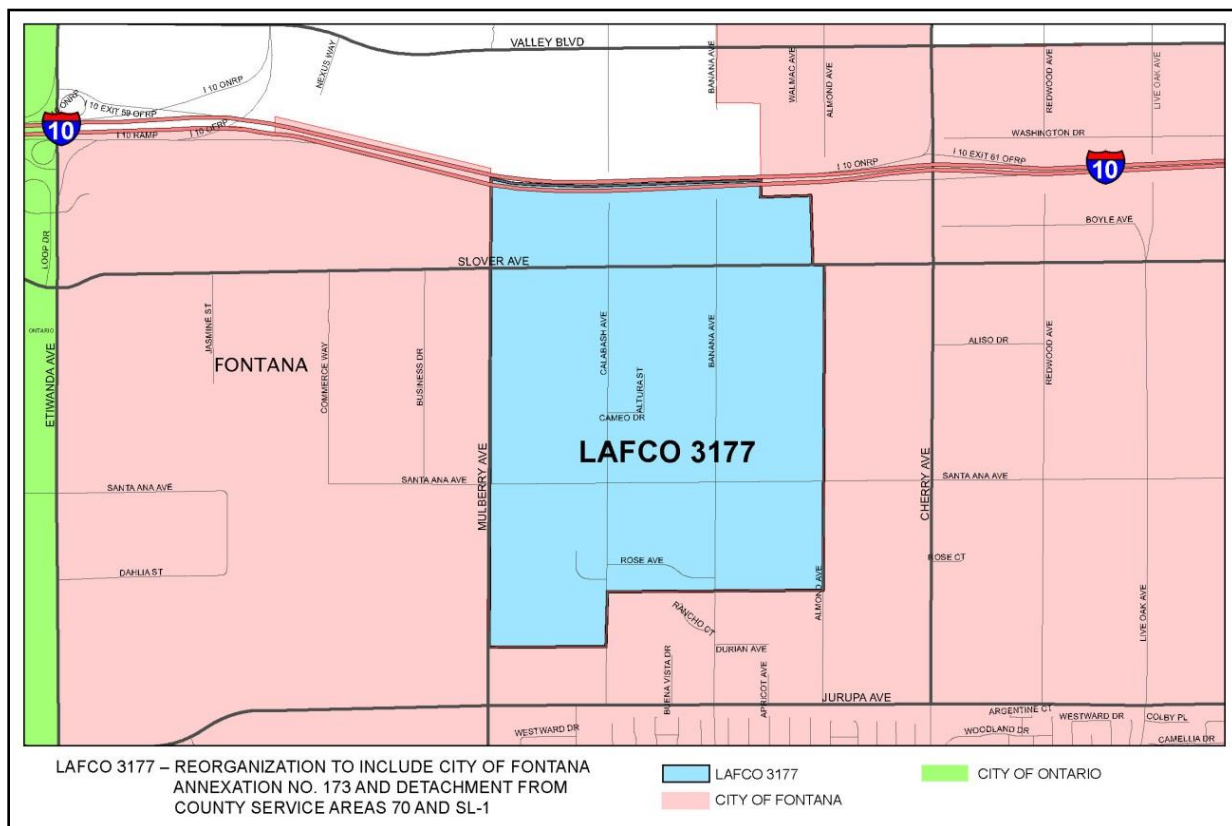 VALLEY BLVD
NEXUS WAY
BANANA AVE
WALMAC AVE
ALMOND AVE
REDWOOD AVE
LIVE OAK AVE
I 10 EXIT 59 OFRP
I 10 ONRP
10
I 10 RAMP
I 10 OFRP
WASHINGTON DR
I 10 ONRP
I 10 EXIT 61 OFRP
10
LOOP DR
BOYLE AVE
SLOVER AVE
JASMINE ST
ONTARIO
ETIWANDA AVE
FONTANA
COMMERCE WAY
BUSINESS DR
CALABASH AVE
ALTURA ST
BANANA AVE
CAMEO DR
ALISO DR
REDWOOD AVE
LAFCO 3177
SANTA ANA AVE
SANTA ANA AVE
SANTA ANA AVE
MULBERRY AVE
CHERRY AVE
DAHLIA ST
ROSE AVE
ROSE CT
ALMOND AVE
RANCHO CT
LIVE OAK AVE
DURIAN AVE
BUENA VISTA DR
APRICOT AVE
JURUPA AVE
WESTWARD DR
ARGENTINE CT
WESTWARD DR
COLBY PL
WOODLAND DR
CAMELLIA DR
LAFCO 3177 – REORGANIZATION TO INCLUDE CITY OF FONTANA
ANNEXATION NO. 173 AND DETACHMENT FROM
COUNTY SERVICE AREAS 70 AND SL-1
LAFCO 3177
CITY OF ONTARIO
CITY OF FONTANA